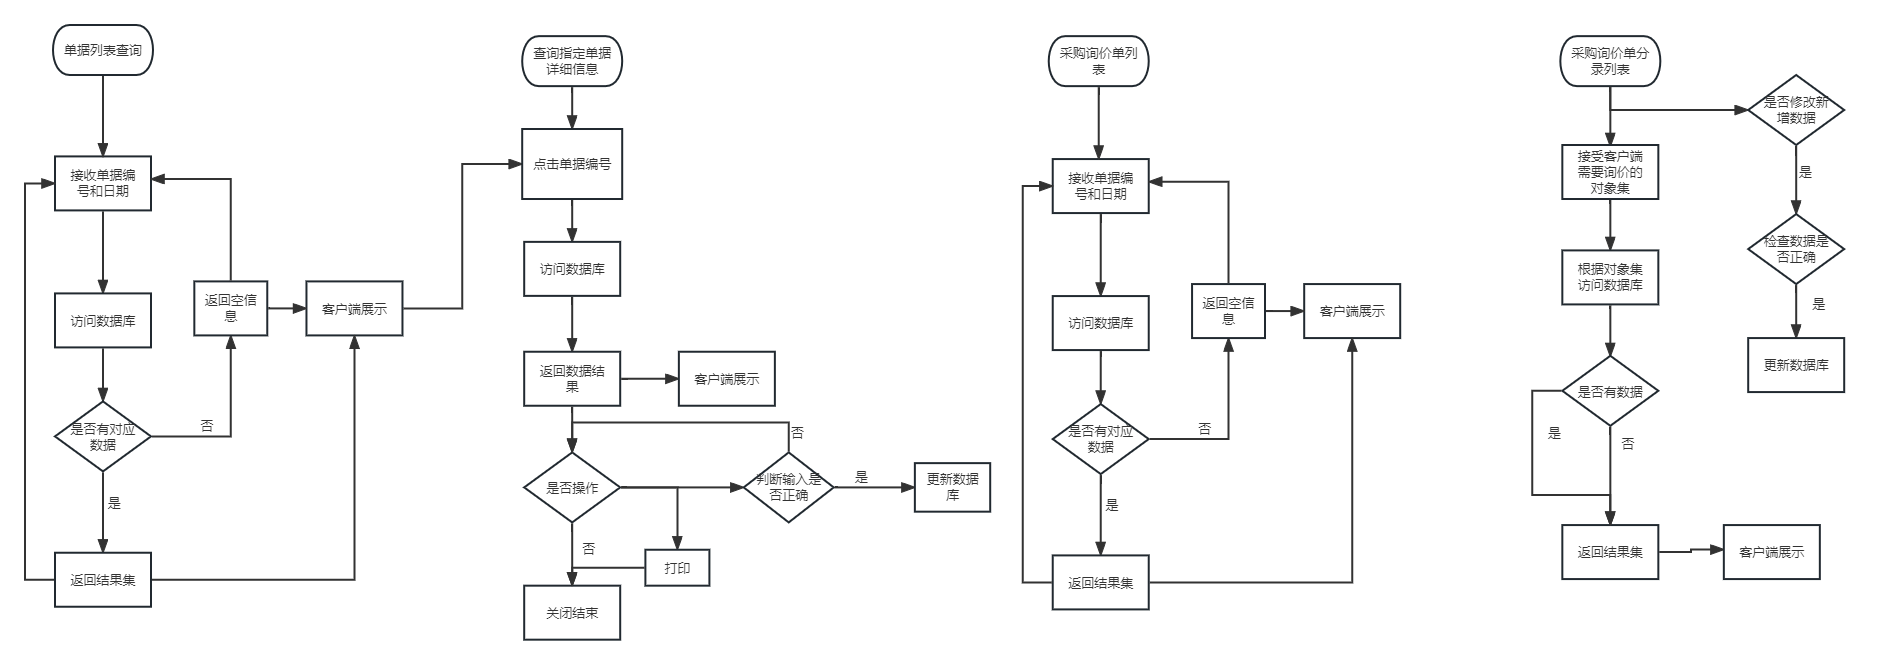 单据列表查询
接收单据编
号和日期
访问数据库
返回空信
息
客户端展示
是否有对应
数据
否
是
返回结果集
查询指定单据
详细信息
点击单据编号
访问数据库
返回数据结
果
客户端展示
否
是否操作
判断输入是
否正确
是
更新数据
库
否
打印
关闭结束
采购询价单列
表
接收单据编
号和日期
访问数据库
返回空信
息
客户端展示
是否有对应
数据
否
是
返回结果集
采购询价单分
录列表
是否修改新
增数据
接受客户端
需要询价的
对象集
是
根据对象集
访问数据库
检查数据是
否正确
是
更新数据库
是否有数据
是
否
返回结果集
客户端展示